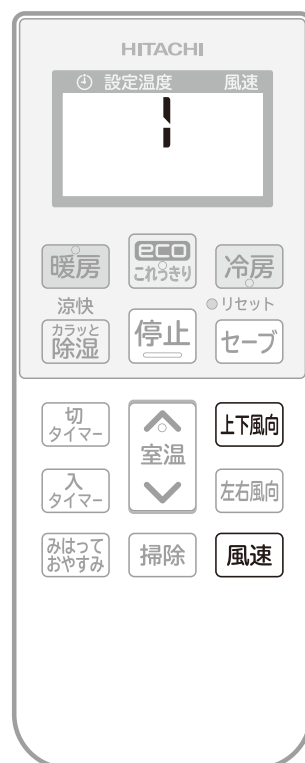 HITACHI
設定温度 風速
1
暖房 eco これっきり 冷房
涼快 リセット
カラッと除湿 停止 セーブ
切タイマー 室温 上下風向
入タイマー 左右風向
みはっておやすみ 掃除 風速